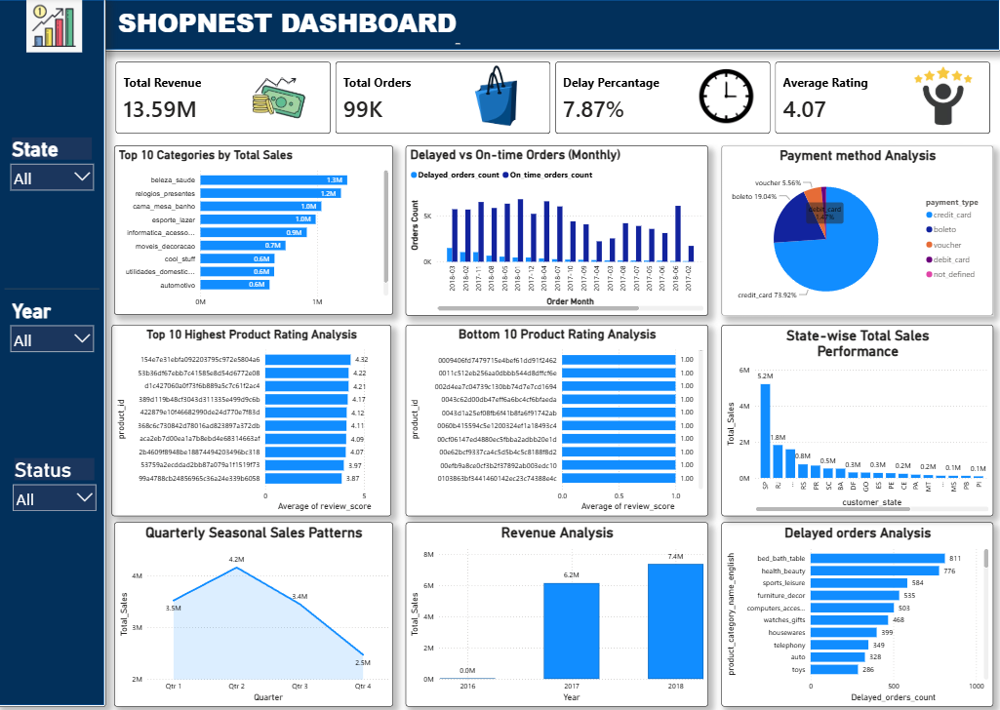 SHOPNEST DASHBOARD
State
All
Year
All
Status
All
Total Revenue
13.59M
Total Orders
99K
Delay Percantage
7.87%
Average Rating
4.07
Top 10 Categories by Total Sales
beleza_saude 1.3M
relogios_presentes 1.2M
cama_mesa_banho 1.0M
esporte_lazer 1.0M
informatica_acesso... 0.9M
moveis_decoracao 0.7M
cool_stuff 0.6M
utilidades_domestic... 0.6M
automotivo 0.6M
0M 1M
Delayed vs On-time Orders (Monthly)
Delayed_orders_count On_time_orders_count
Orders Count
5K
0K
2018-03 2018-02 2017-11 2018-08 2018-05 2018-01 2017-12 2018-04 2018-07 2017-10 2017-09 2017-04 2017-03 2017-08 2017-07 2017-05 2017-06 2018-06 2017-02
Order Month
Payment method Analysis
voucher 5.56%
boleto 19.04%
debit_card
1.47%
credit_card 73.92%
payment_type
credit_card
boleto
voucher
debit_card
not_defined
Top 10 Highest Product Rating Analysis
product_id
154e7e31ebfa092203795c972e5804a6 4.32
53b36df67ebb7c41585e8d54d6772e08 4.22
d1c427060a0f73f6b889a5c7c61f2ac4 4.21
389d119b48cf3043d311335e499d9c6b 4.17
422879e10f46682990de24d770e7f83d 4.12
368c6c730842d78016ad823897a372db 4.11
aca2eb7d00ea1a7b8ebd4e68314663af 4.09
2b4609f8948be18874494203496bc318 4.07
53759a2ecddad2bb87a079a1f1519f73 3.97
99a4788cb24856965c36a24e339b6058 3.87
0 5
Average of review_score
Bottom 10 Product Rating Analysis
product_id
0009406fd7479715e4bef61dd91f2462 1.00
0011c512eb256aa0dbbb544d8dffcf6e 1.00
002d4ea7c04739c130bb74d7e7cd1694 1.00
0043c62d00db47eff6a6bc4cf6bfaeda 1.00
0043d1a25ef08fb6f41b8fa6f91742ab 1.00
0060b415594c5e1200324ef1a18493c4 1.00
00cf06147ed4880ec5fbba2adbb20e1d 1.00
00e62bcf9337ca4c5d5b4c5c8188f8d2 1.00
00efb9a8ce0cf3b2f37892ab003edc10 1.00
0103863bf3441460142ec23c74388e4c 1.00
0.0 0.5 1.0
Average of review_score
State-wise Total Sales
Performance
Total_Sales
6M
4M
2M
0M
5.2M 1.8M 0.8M 0.5M 0.3M 0.3M 0.2M 0.2M 0.1M 0.1M
SP RJ ... RS PR SC BA DF GO ES PE CE PA MT ... MS PB PI
customer_state
Quarterly Seasonal Sales Patterns
Total_Sales
4M
3M
2M
3.5M 4.2M 3.4M 2.5M
Qtr 1 Qtr 2 Qtr 3 Qtr 4
Quarter
Revenue Analysis
Total_Sales
8M
6M
4M
2M
0M
0.0M 6.2M 7.4M
2016 2017 2018
Year
Delayed orders Analysis
product_category_name_english
bed_bath_table 811
health_beauty 776
sports_leisure 584
furniture_decor 535
computers_acces... 503
watches_gifts 468
housewares 399
telephony 349
auto 328
toys 286
0 500 1000
Delayed_orders_count